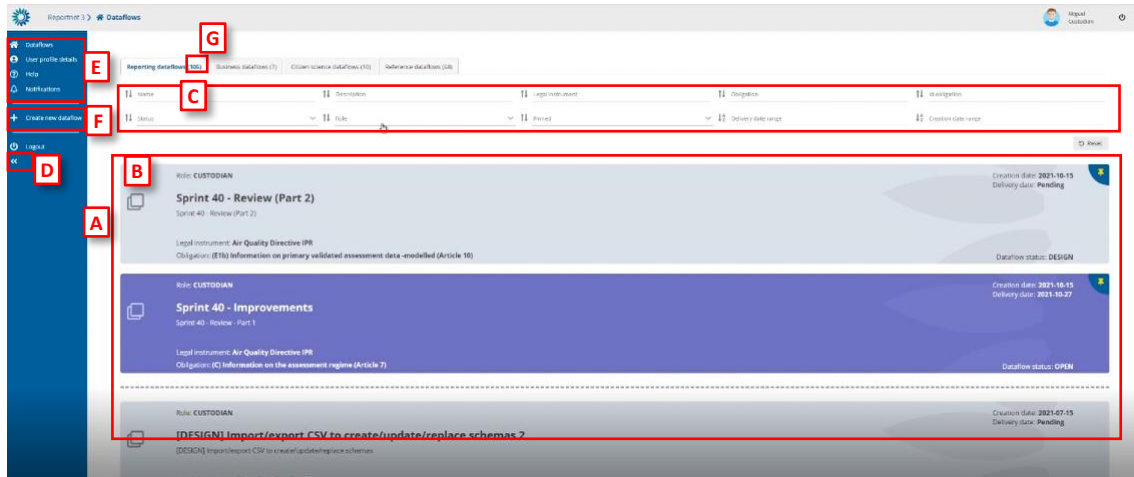 Reportnet 3 > Dataflows
Miguel
Custodian
G
Dataflows
User profile details
Help
Notifications
E
Reporting dataflows (105) Business dataflows (7) Citizen science dataflows (10) Reference dataflows (58)
C
Name Description Legal instrument Obligation Id obligation
Create new dataflow
F
Status Role Pinned Delivery date range Creation date range
Logout
Reset
D
B
Role: CUSTODIAN
Creation date: 2021-10-15
Delivery date: Pending
Sprint 40 - Review (Part 2)
Sprint 40 - Review (Part 2)
A
Legal instrument: Air Quality Directive IPR
Obligation: (E1b) Information on primary validated assessment data -modelled (Article 10)
Dataflow status: DESIGN
Role: CUSTODIAN
Creation date: 2021-10-15
Delivery date: 2021-10-27
Sprint 40 - Improvements
Sprint 40 - Review - Part 1
Legal instrument: Air Quality Directive IPR
Obligation: (C) Information on the assessment regime (Article 7)
Dataflow status: OPEN
Role: CUSTODIAN
Creation date: 2021-07-15
Delivery date: Pending
[DESIGN] Import/export CSV to create/update/replace schemas 2
[DESIGN] Import/export CSV to create/update/replace schemas